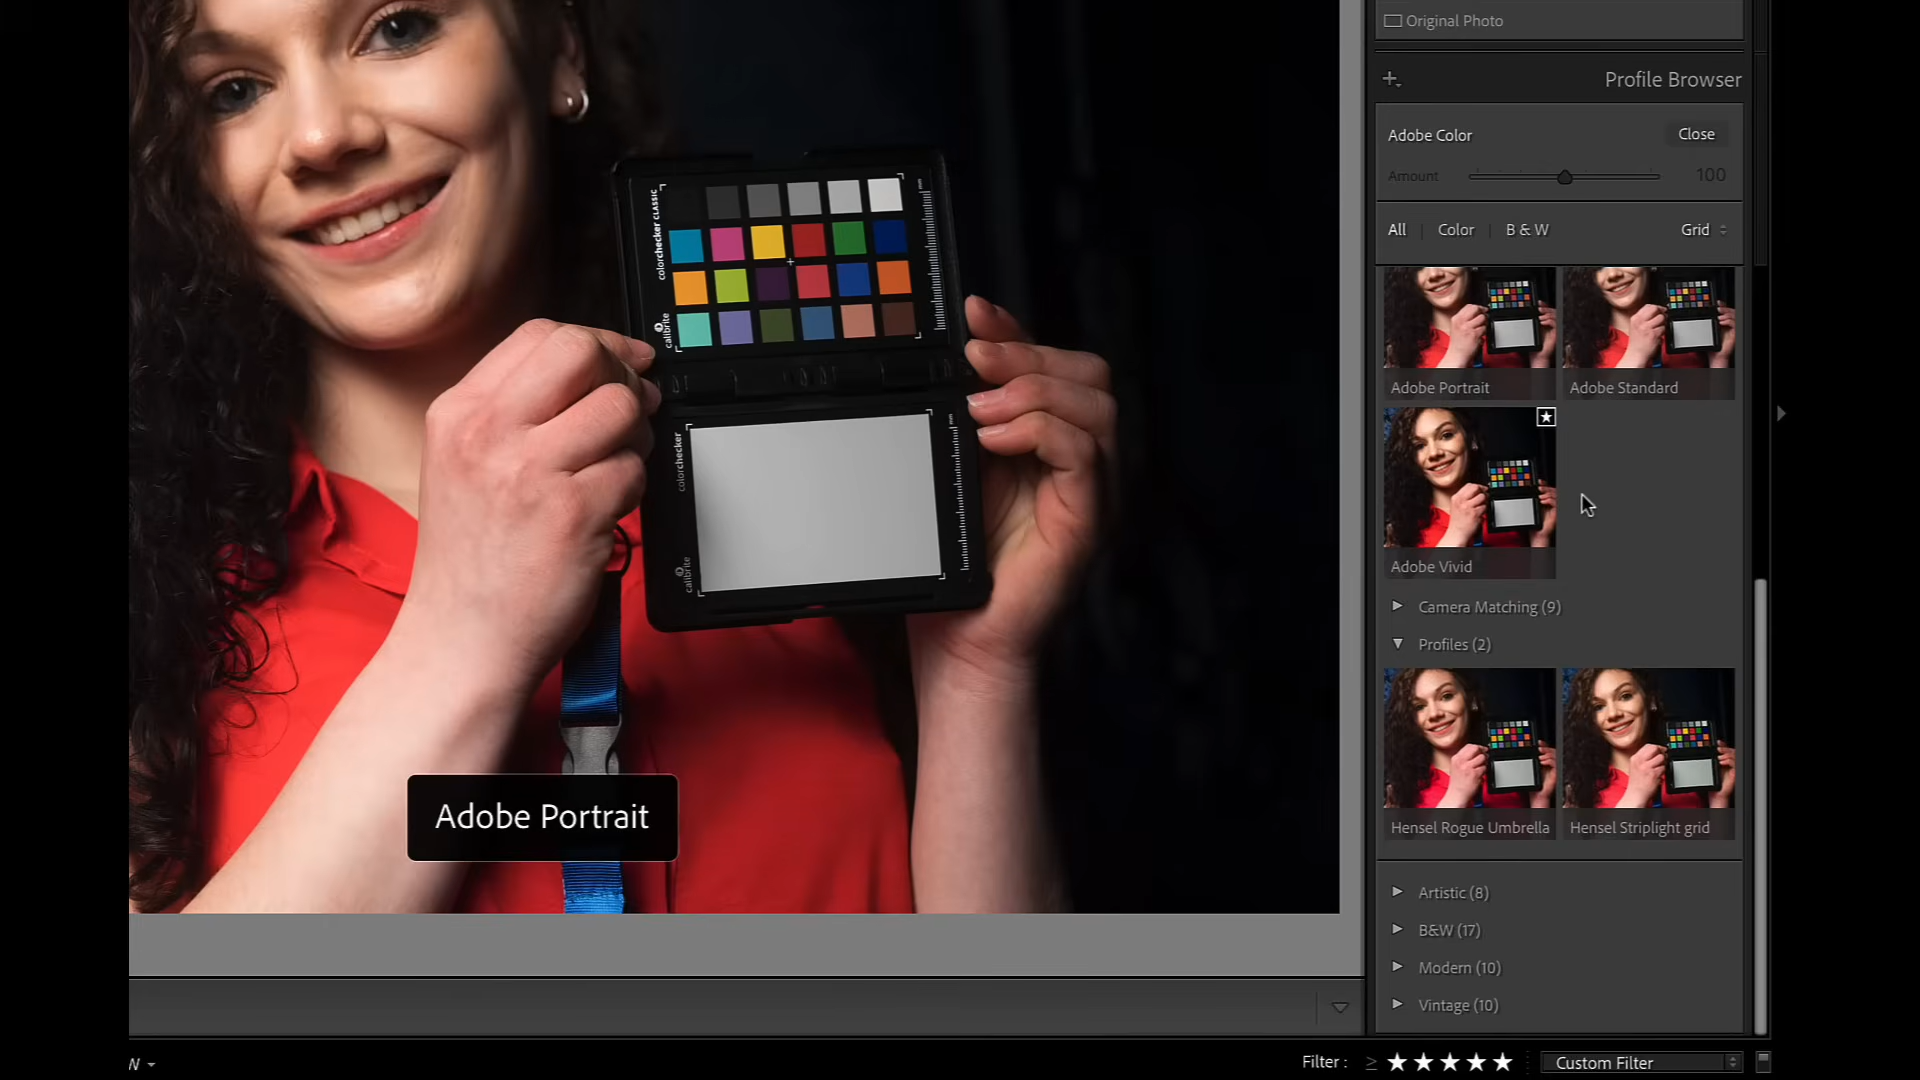 Original Photo
Profile Browser
Adobe Color
Close
Amount
100
All
Color
B & W
Grid
Adobe Portrait
Adobe Standard
Adobe Vivid
Camera Matching (9)
Profiles (2)
Hensel Rogue Umbrella
Hensel Striplight grid
Artistic (8)
B&W (17)
Modern (10)
Vintage (10)
colorchecker CLASSIC
calibrite
mm
colorchecker
calibrite
mm
Adobe Portrait
Filter : ≥ ★★★★★
Custom Filter